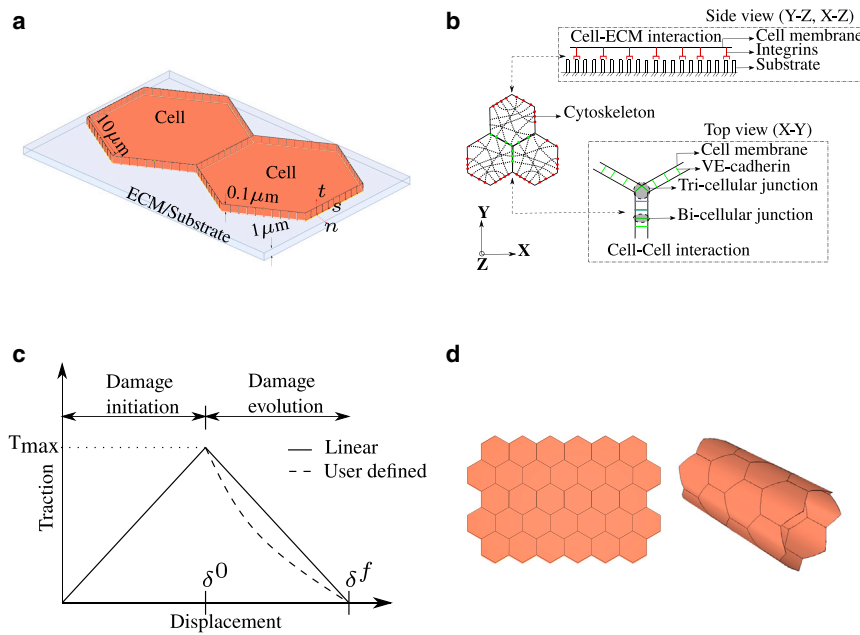 a
Cell
Cell
10μm
0.1μm
1μm
t
s
n
ECM/Substrate
b
Side view (Y-Z, X-Z)
Cell-ECM interaction
Cell membrane
Integrins
Substrate
Cytoskeleton
Top view (X-Y)
Cell membrane
VE-cadherin
Tri-cellular junction
Bi-cellular junction
Cell-Cell interaction
Y
Z
X
c
Damage initiation
Damage evolution
Tmax
Linear
User defined
Traction
δ0
δf
Displacement
d